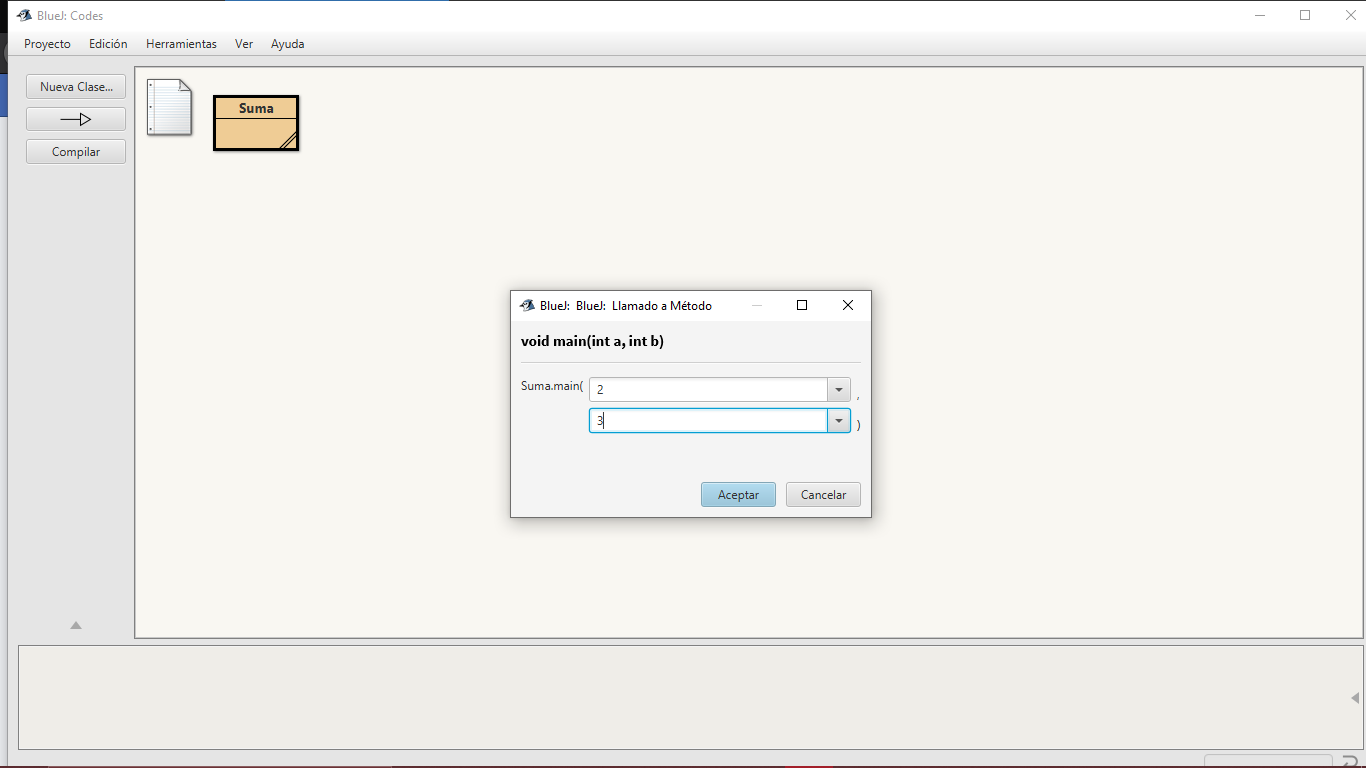 BlueJ: Codes
Proyecto Edición Herramientas Ver Ayuda
Nueva Clase...
Compilar
Suma
BlueJ: BlueJ: Llamado a Método
void main(int a, int b)
Suma.main( 2 ,
3 )
Aceptar Cancelar